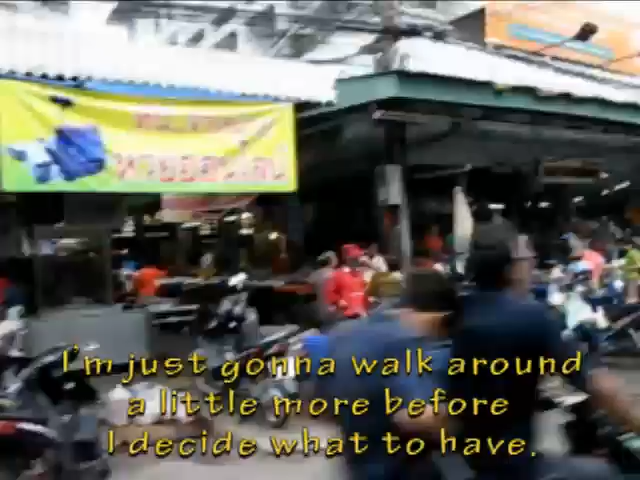 I'm just gonna walk around
a little more before
I decide what to have.